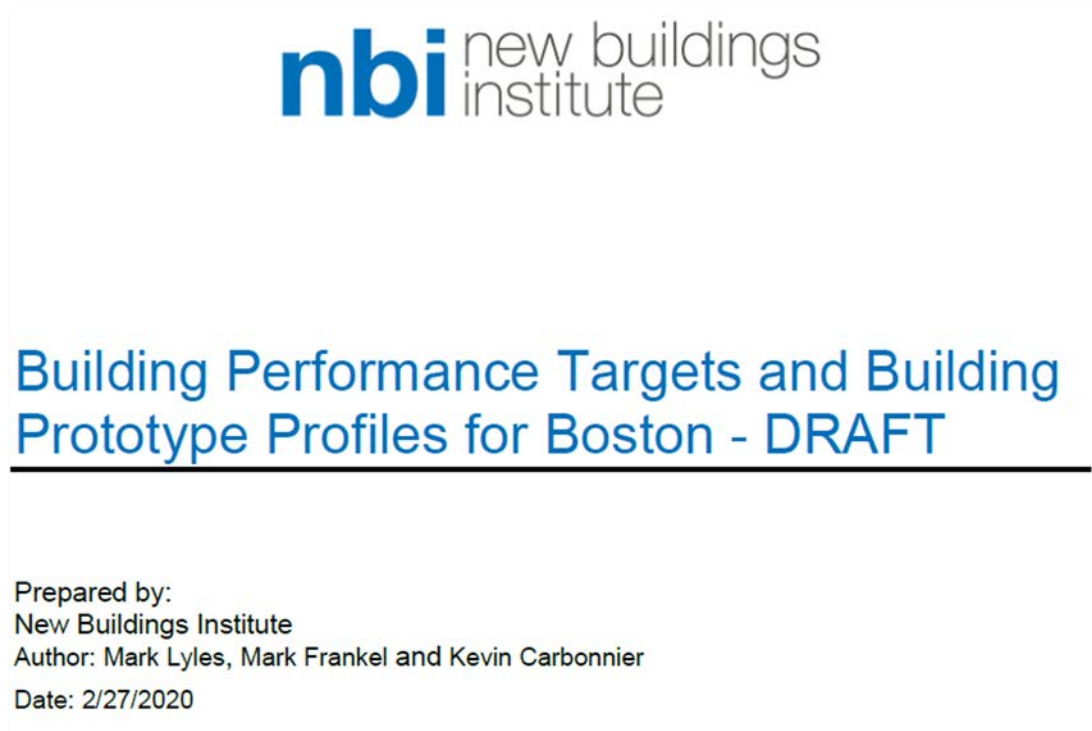 nbi new buildings
institute
Building Performance Targets and Building
Prototype Profiles for Boston - DRAFT
Prepared by:
New Buildings Institute
Author: Mark Lyles, Mark Frankel and Kevin Carbonnier
Date: 2/27/2020